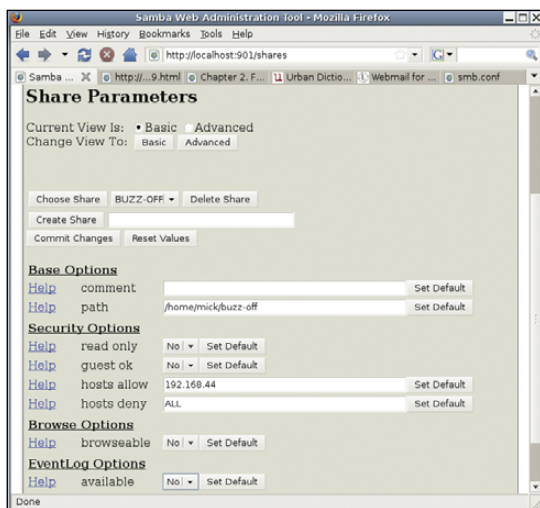 Samba Web Administration Tool - Mozilla Firefox
File Edit View History Bookmarks Tools Help
http://localhost:901/shares
Samba ... http://...9.html Chapter 2. F... Urban Dictio... Webmail for ... smb.conf
Share Parameters
Current View Is: Basic Advanced
Change View To: Basic Advanced
Choose Share BUZZ-OFF Delete Share
Create Share
Commit Changes Reset Values
Base Options
Help comment Set Default
Help path /home/mick/buzz-off Set Default
Security Options
Help read only No Set Default
Help guest ok No Set Default
Help hosts allow 192.168.44 Set Default
Help hosts deny ALL Set Default
Browse Options
Help browseable No Set Default
EventLog Options
Help available No Set Default
Done